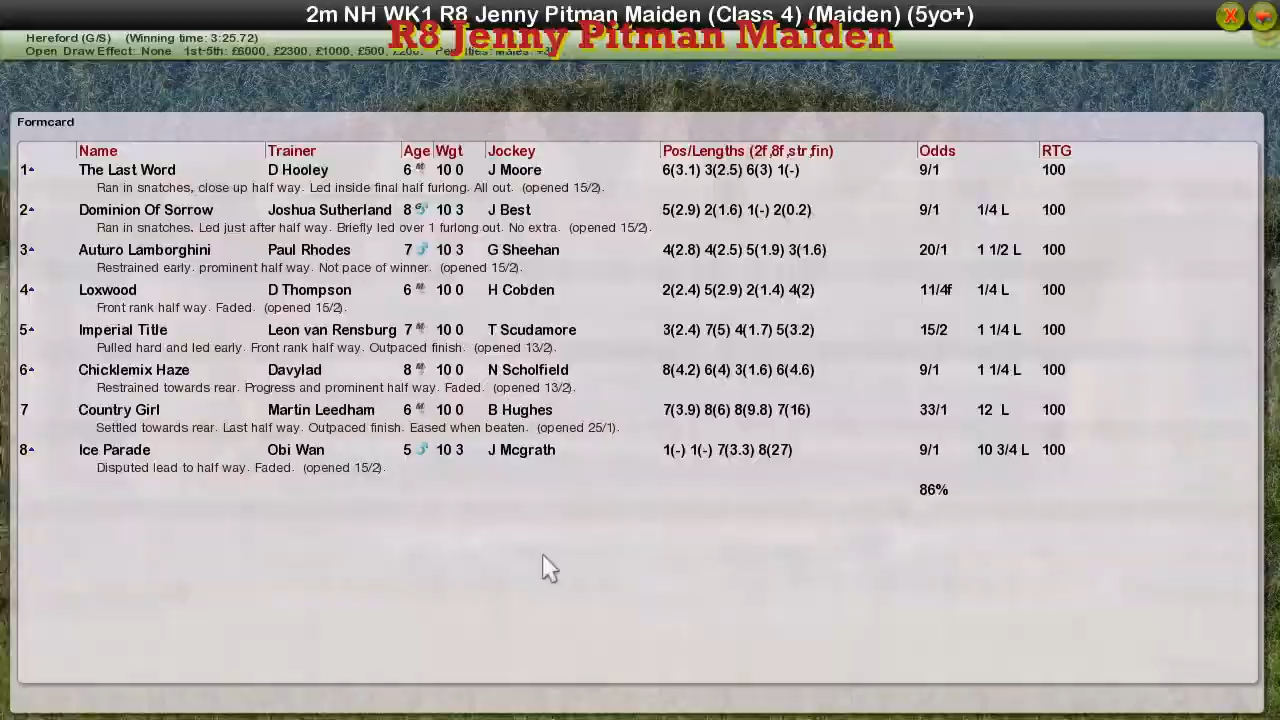 2m NH WK1 R8 Jenny Pitman Maiden (Class 4) (Maiden) (5yo+)
R8 Jenny Pitman Maiden
Hereford (G/S) (Winning time: 3:25.72)
Open Draw Effect: None 1st-5th: £6000, £2300, £1000, £500, £200. Penalties: Males: +3
Formcard
Name Trainer Age Wgt Jockey Pos/Lengths (2f,8f,str,fin) Odds RTG
1 The Last Word D Hooley 6 10 0 J Moore 6(3.1) 3(2.5) 6(3) 1(-) 9/1 100
Ran in snatches, close up half way. Led inside final half furlong. All out. (opened 15/2).
2 Dominion Of Sorrow Joshua Sutherland 8 10 3 J Best 5(2.9) 2(1.6) 1(-) 2(0.2) 9/1 1/4 L 100
Ran in snatches. Led just after half way. Briefly led over 1 furlong out. No extra. (opened 15/2).
3 Auturo Lamborghini Paul Rhodes 7 10 3 G Sheehan 4(2.8) 4(2.5) 5(1.9) 3(1.6) 20/1 1 1/2 L 100
Restrained early. prominent half way. Not pace of winner. (opened 15/2).
4 Loxwood D Thompson 6 10 0 H Cobden 2(2.4) 5(2.9) 2(1.4) 4(2) 11/4f 1/4 L 100
Front rank half way. Faded. (opened 15/2).
5 Imperial Title Leon van Rensburg 7 10 0 T Scudamore 3(2.4) 7(5) 4(1.7) 5(3.2) 15/2 1 1/4 L 100
Pulled hard and led early. Front rank half way. Outpaced finish. (opened 13/2).
6 Chicklemix Haze Davylad 8 10 0 N Scholfield 8(4.2) 6(4) 3(1.6) 6(4.6) 9/1 1 1/4 L 100
Restrained towards rear. Progress and prominent half way. Faded. (opened 13/2).
7 Country Girl Martin Leedham 6 10 0 B Hughes 7(3.9) 8(6) 8(9.8) 7(16) 33/1 12 L 100
Settled towards rear. Last half way. Outpaced finish. Eased when beaten. (opened 25/1).
8 Ice Parade Obi Wan 5 10 3 J Mcgrath 1(-) 1(-) 7(3.3) 8(27) 9/1 10 3/4 L 100
Disputed lead to half way. Faded. (opened 15/2).
86%